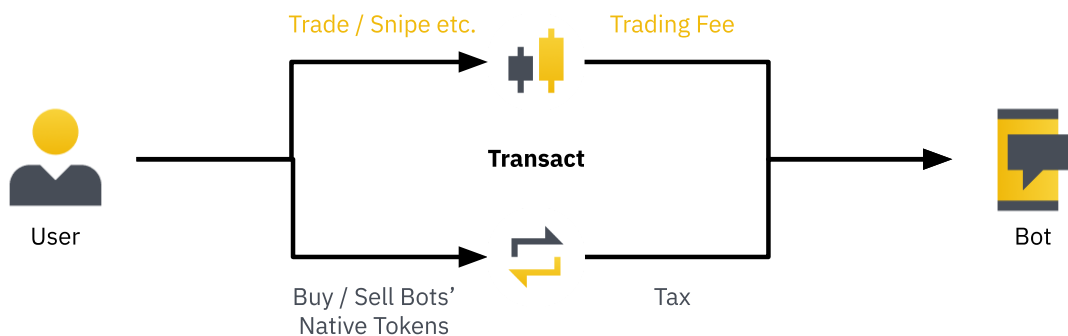 Trade / Snipe etc.
Trading Fee
Transact
User
Bot
Buy / Sell Bots’
Native Tokens
Tax